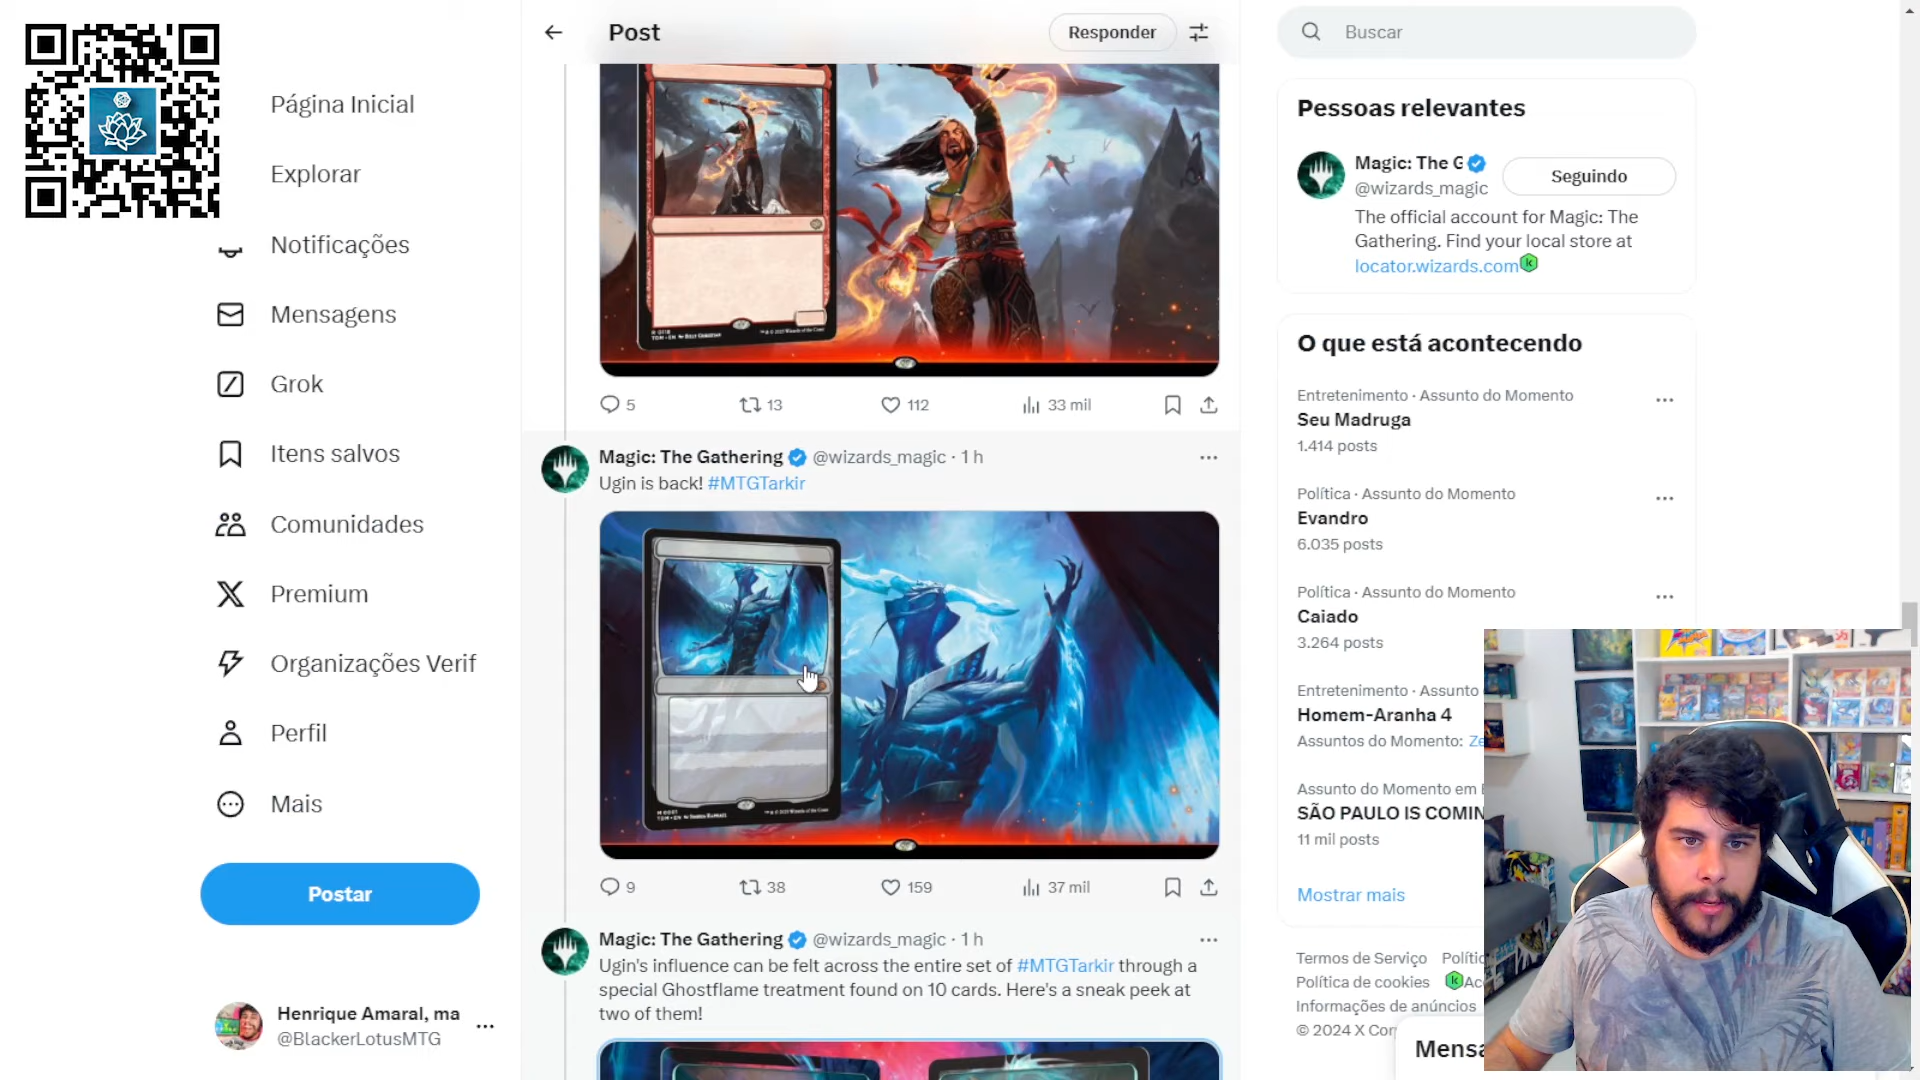 Página Inicial
Explorar
Notificações
Mensagens
Grok
Itens salvos
Comunidades
Premium
Organizações Verif
Perfil
Mais
Postar
Henrique Amaral, ma
@BlackerLotusMTG
Post
Responder
5
13
112
33 mil
Magic: The Gathering @wizards_magic · 1 h
Ugin is back! #MTGTarkir
9
38
159
37 mil
Magic: The Gathering @wizards_magic · 1 h
Ugin's influence can be felt across the entire set of #MTGTarkir through a
special Ghostflame treatment found on 10 cards. Here's a sneak peek at
two of them!
Buscar
Pessoas relevantes
Magic: The G
@wizards_magic
Seguindo
The official account for Magic: The
Gathering. Find your local store at
locator.wizards.com
O que está acontecendo
Entretenimento · Assunto do Momento
Seu Madruga
1.414 posts
Política · Assunto do Momento
Evandro
6.035 posts
Política · Assunto do Momento
Caiado
3.264 posts
Entretenimento · Assunto
Homem-Aranha 4
Assuntos do Momento: Ze
Assunto do Momento em
SÃO PAULO IS COMIN
11 mil posts
Mostrar mais
Termos de Serviço Polític
Política de cookies Ac
Informações de anúncios
© 2024 X Cor
Mensa